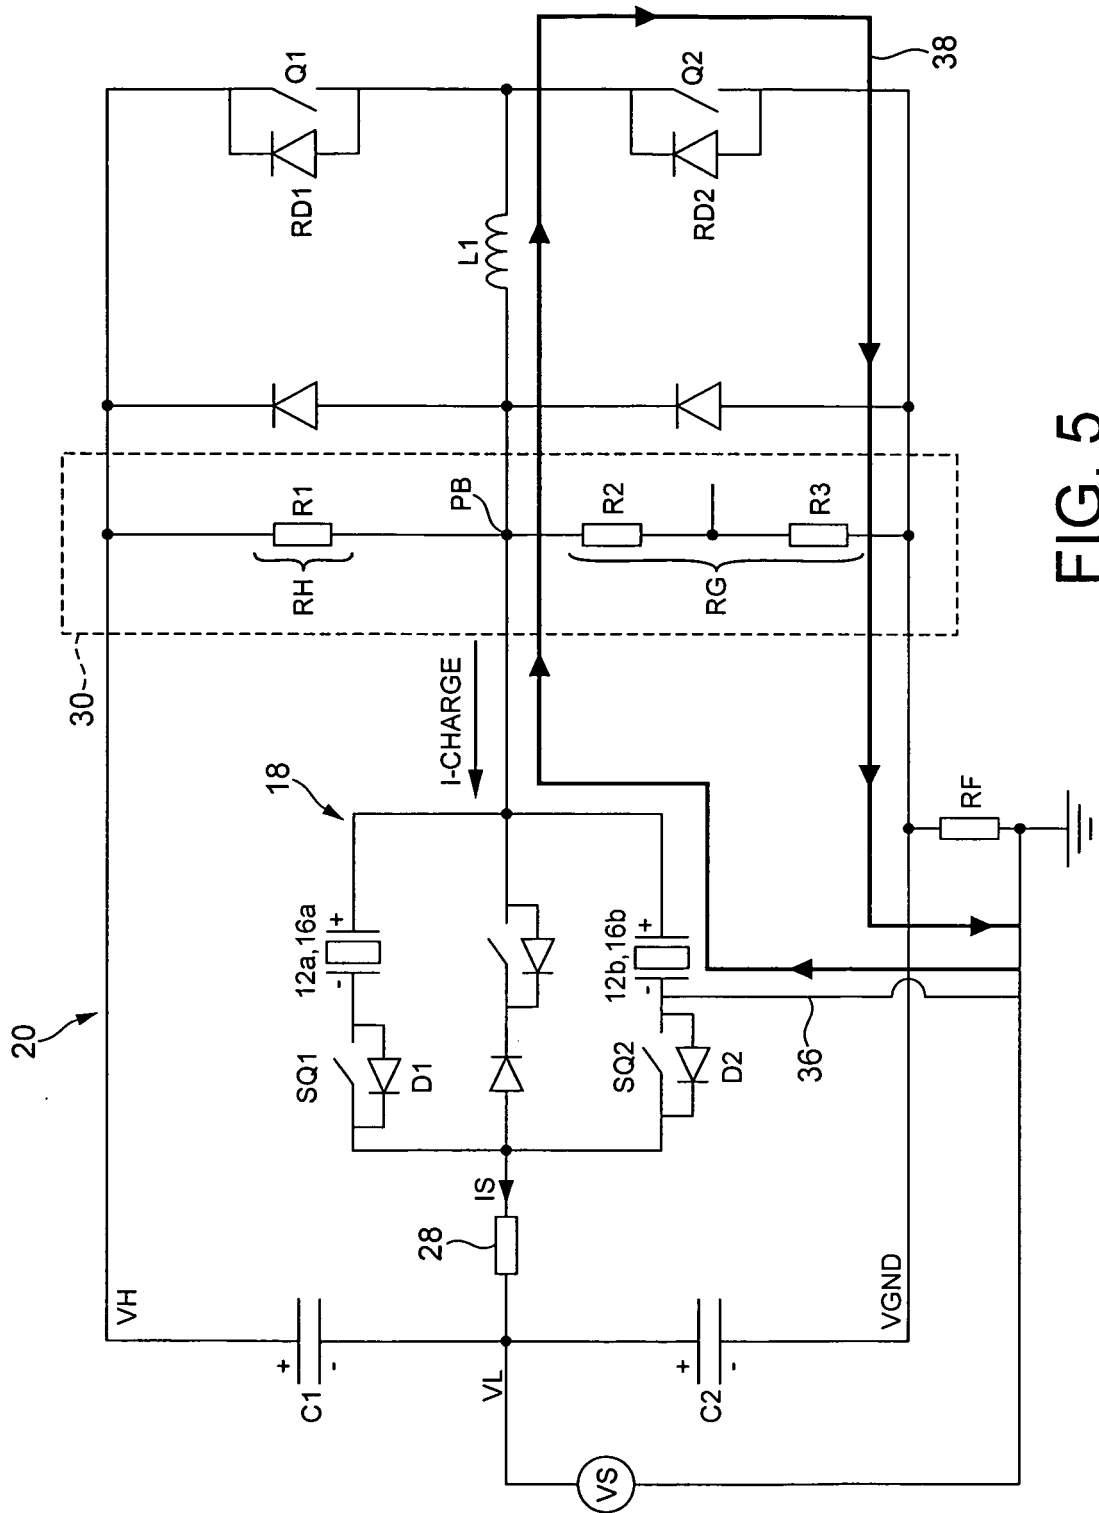 20
VH
C1
+
-
VL
VS
C2
+
-
VGND
28
IS
18
SQ1
D1
12a,16a
-
+
SQ2
D2
12b,16b
-
+
36
RF
I-CHARGE
30
RH
R1
PB
RG
R2
R3
L1
RD1
Q1
RD2
Q2
38
FIG. 5